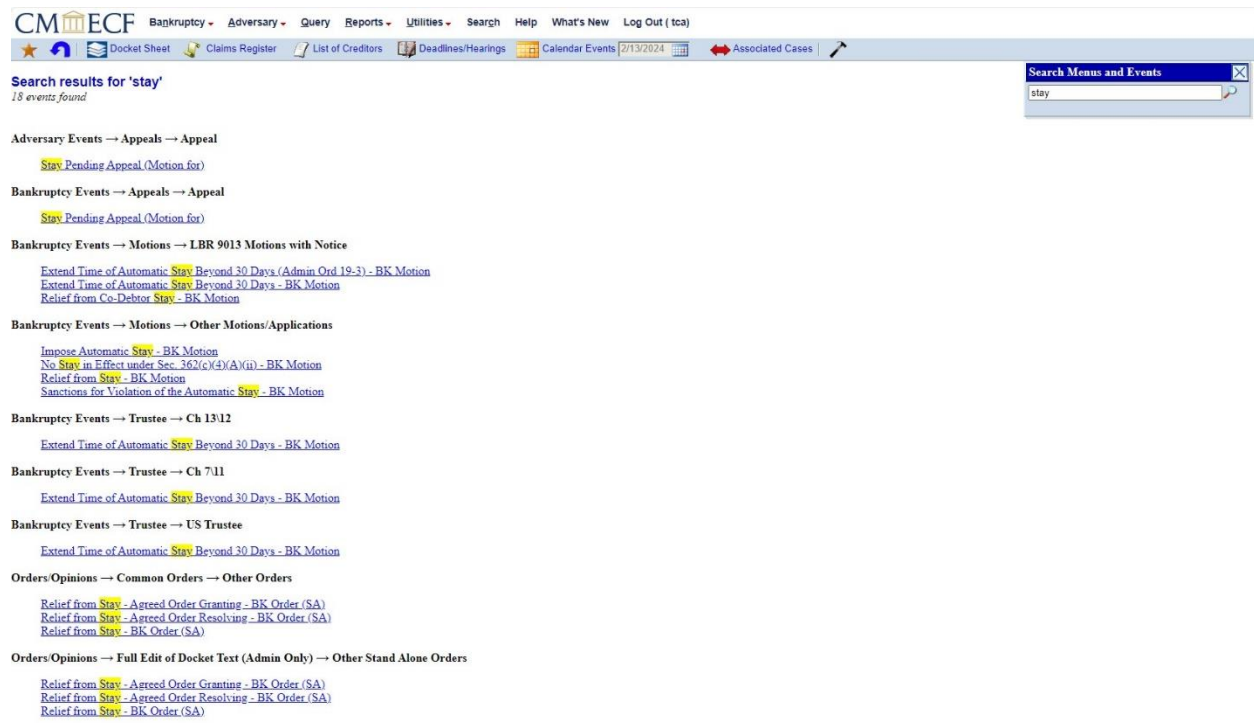 CM ECF Bankruptcy Adversary Query Reports Utilities Search Help What's New Log Out ( tca)
Docket Sheet Claims Register List of Creditors Deadlines/Hearings Calendar Events 2/13/2024 Associated Cases
Search results for 'stay'
18 events found
Search Menus and Events
stay
Adversary Events → Appeals → Appeal
Stay Pending Appeal (Motion for)
Bankruptcy Events → Appeals → Appeal
Stay Pending Appeal (Motion for)
Bankruptcy Events → Motions → LBR 9013 Motions with Notice
Extend Time of Automatic Stay Beyond 30 Days (Admin Ord 19-3) - BK Motion
Extend Time of Automatic Stay Beyond 30 Days - BK Motion
Relief from Co-Debtor Stay - BK Motion
Bankruptcy Events → Motions → Other Motions/Applications
Impose Automatic Stay - BK Motion
No Stay in Effect under Sec. 362(c)(4)(A)(ii) - BK Motion
Relief from Stay - BK Motion
Sanctions for Violation of the Automatic Stay - BK Motion
Bankruptcy Events → Trustee → Ch 13\12
Extend Time of Automatic Stay Beyond 30 Days - BK Motion
Bankruptcy Events → Trustee → Ch 7\11
Extend Time of Automatic Stay Beyond 30 Days - BK Motion
Bankruptcy Events → Trustee → US Trustee
Extend Time of Automatic Stay Beyond 30 Days - BK Motion
Orders/Opinions → Common Orders → Other Orders
Relief from Stay - Agreed Order Granting - BK Order (SA)
Relief from Stay - Agreed Order Resolving - BK Order (SA)
Relief from Stay - BK Order (SA)
Orders/Opinions → Full Edit of Docket Text (Admin Only) → Other Stand Alone Orders
Relief from Stay - Agreed Order Granting - BK Order (SA)
Relief from Stay - Agreed Order Resolving - BK Order (SA)
Relief from Stay - BK Order (SA)